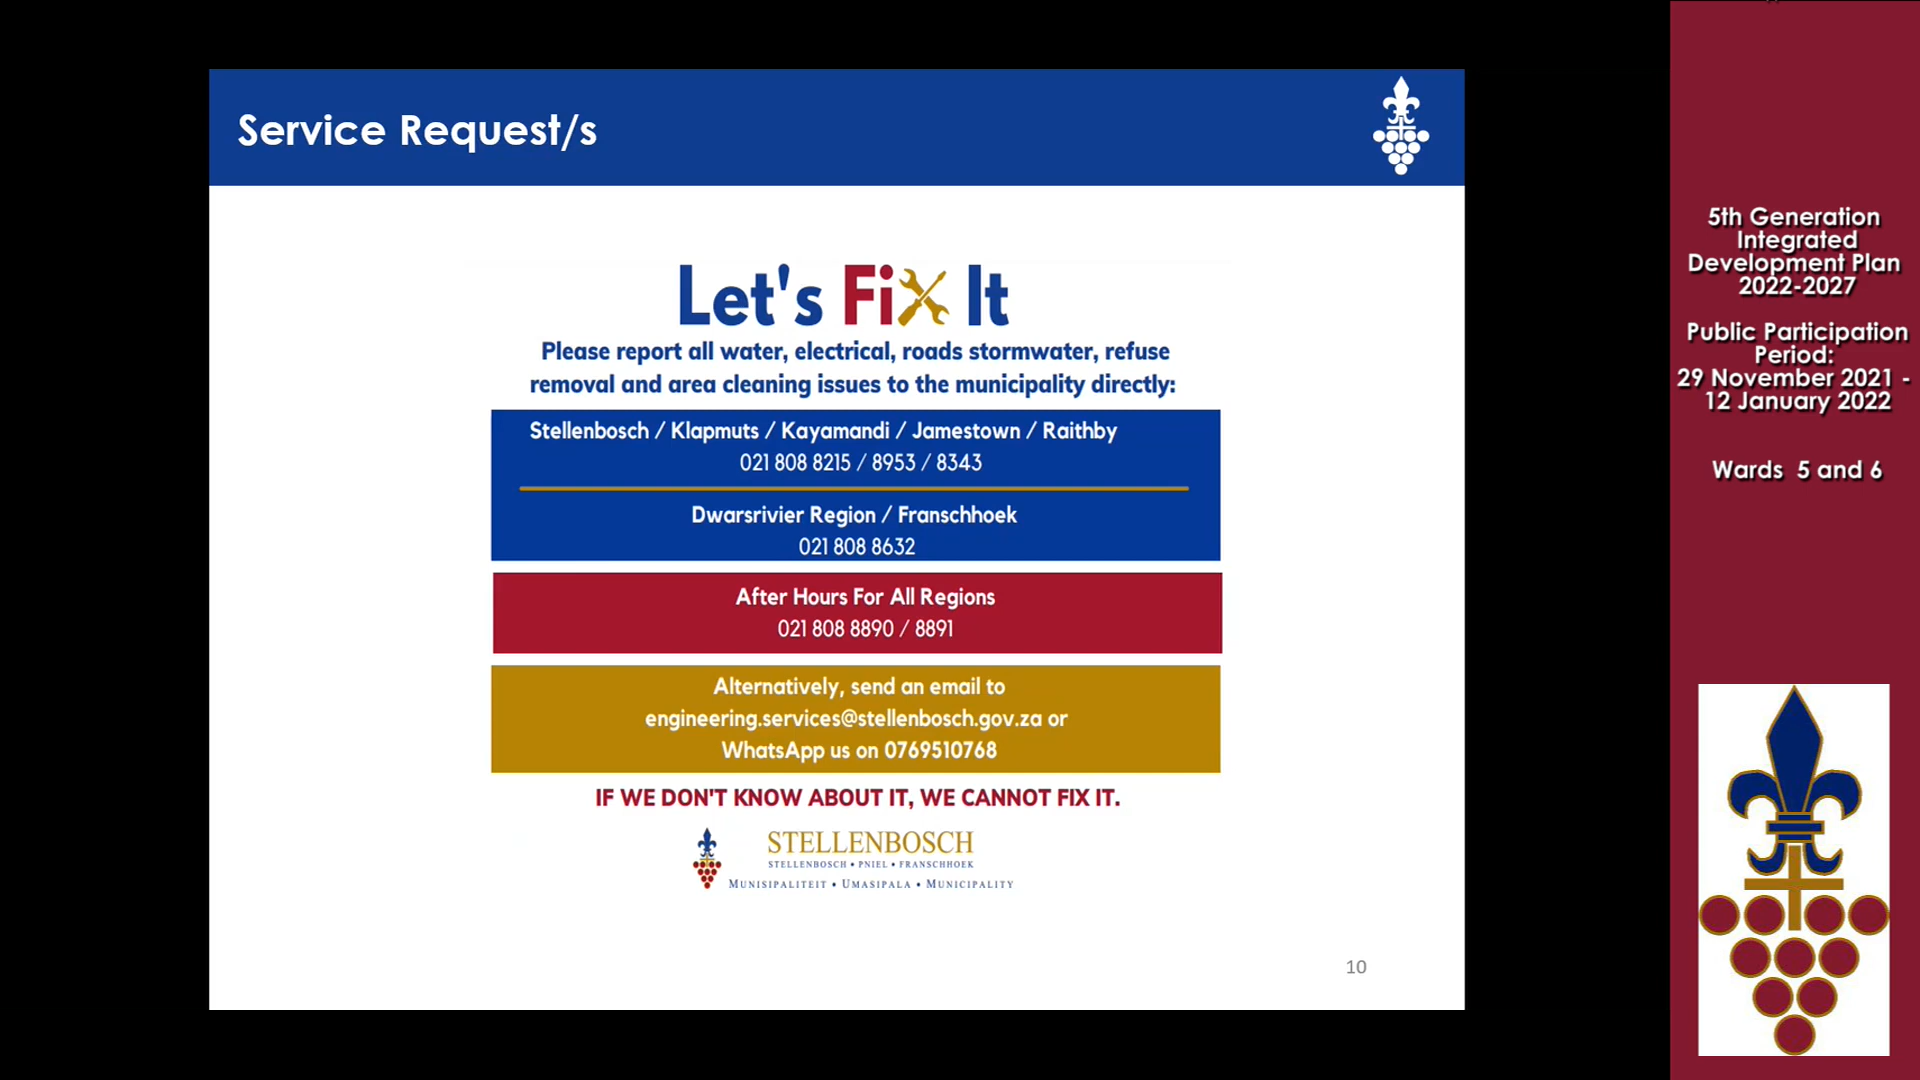 Service Request/s
Let's Fix It
Please report all water, electrical, roads stormwater, refuse
removal and area cleaning issues to the municipality directly:
Stellenbosch / Klapmuts / Kayamandi / Jamestown / Raithby
021 808 8215 / 8953 / 8343
Dwarsrivier Region / Franschhoek
021 808 8632
After Hours For All Regions
021 808 8890 / 8891
Alternatively, send an email to
engineering.services@stellenbosch.gov.za or
WhatsApp us on 0769510768
IF WE DON'T KNOW ABOUT IT, WE CANNOT FIX IT.
STELLENBOSCH
STELLENBOSCH • PNIEL • FRANSCHHOEK
MUNISIPALITEIT • UMASIPALA • MUNICIPALITY
10
5th Generation
Integrated
Development Plan
2022-2027
Public Participation
Period:
29 November 2021 -
12 January 2022
Wards 5 and 6